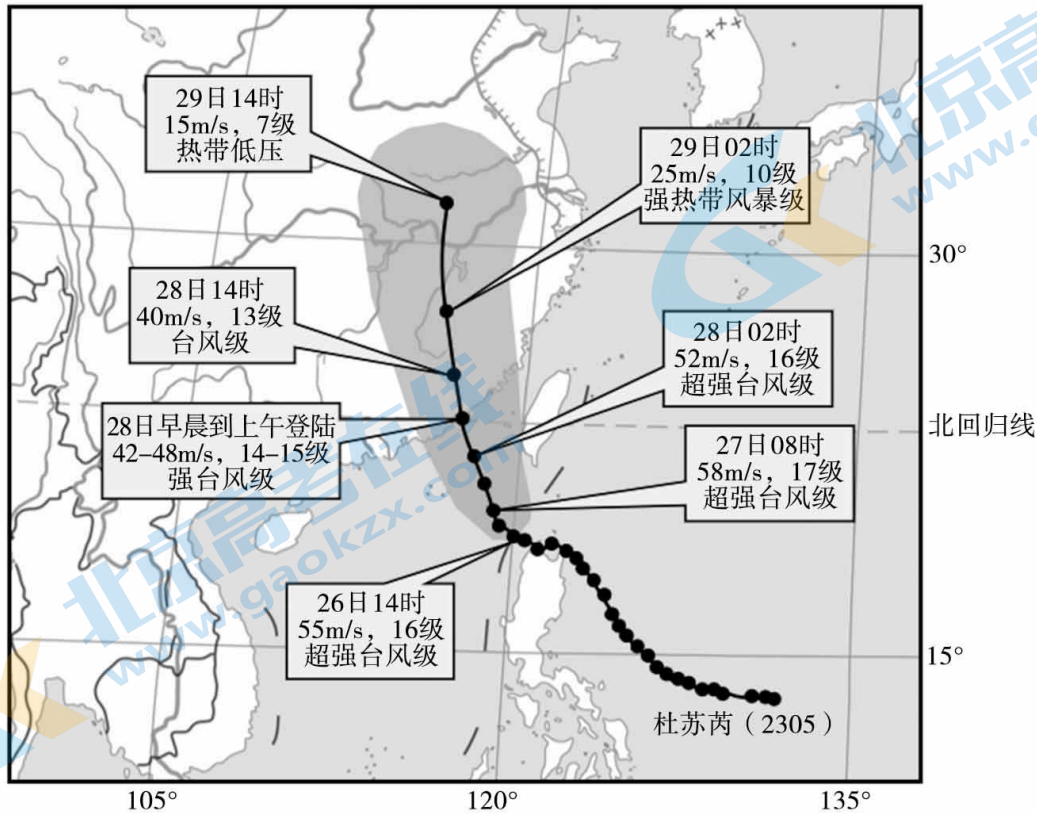 29日14时
15m/s，7级
热带低压
29日02时
25m/s，10级
强热带风暴级
30°
28日14时
40m/s，13级
台风级
28日02时
52m/s，16级
超强台风级
28日早晨到上午登陆
42–48m/s，14–15级
强台风级
北回归线
27日08时
58m/s，17级
超强台风级
26日14时
55m/s，16级
超强台风级
15°
杜苏芮（2305）
105°
120°
135°
北京高考在线
www.gaokzx.com
北京高
www.g